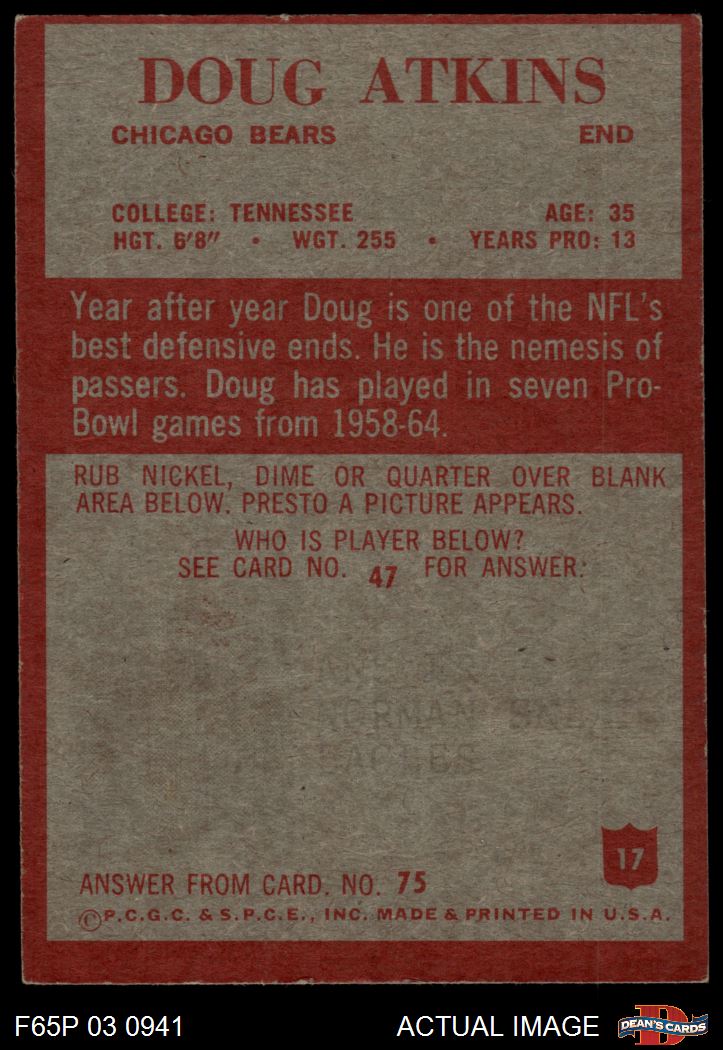 DOUG ATKINS
CHICAGO BEARS END
COLLEGE: TENNESSEE AGE: 35
HGT. 6'8" • WGT. 255 • YEARS PRO: 13
Year after year Doug is one of the NFL's
best defensive ends. He is the nemesis of
passers. Doug has played in seven Pro-
Bowl games from 1958-64.
RUB NICKEL, DIME OR QUARTER OVER BLANK
AREA BELOW. PRESTO A PICTURE APPEARS.
WHO IS PLAYER BELOW?
SEE CARD NO. 47 FOR ANSWER:
NORMAN
EAGLES
17
ANSWER FROM CARD. NO. 75
©P.C.G.C. & S.P.C.E., INC. MADE & PRINTED IN U.S.A.
F65P 03 0941 ACTUAL IMAGE
D
DEAN'S CARDS